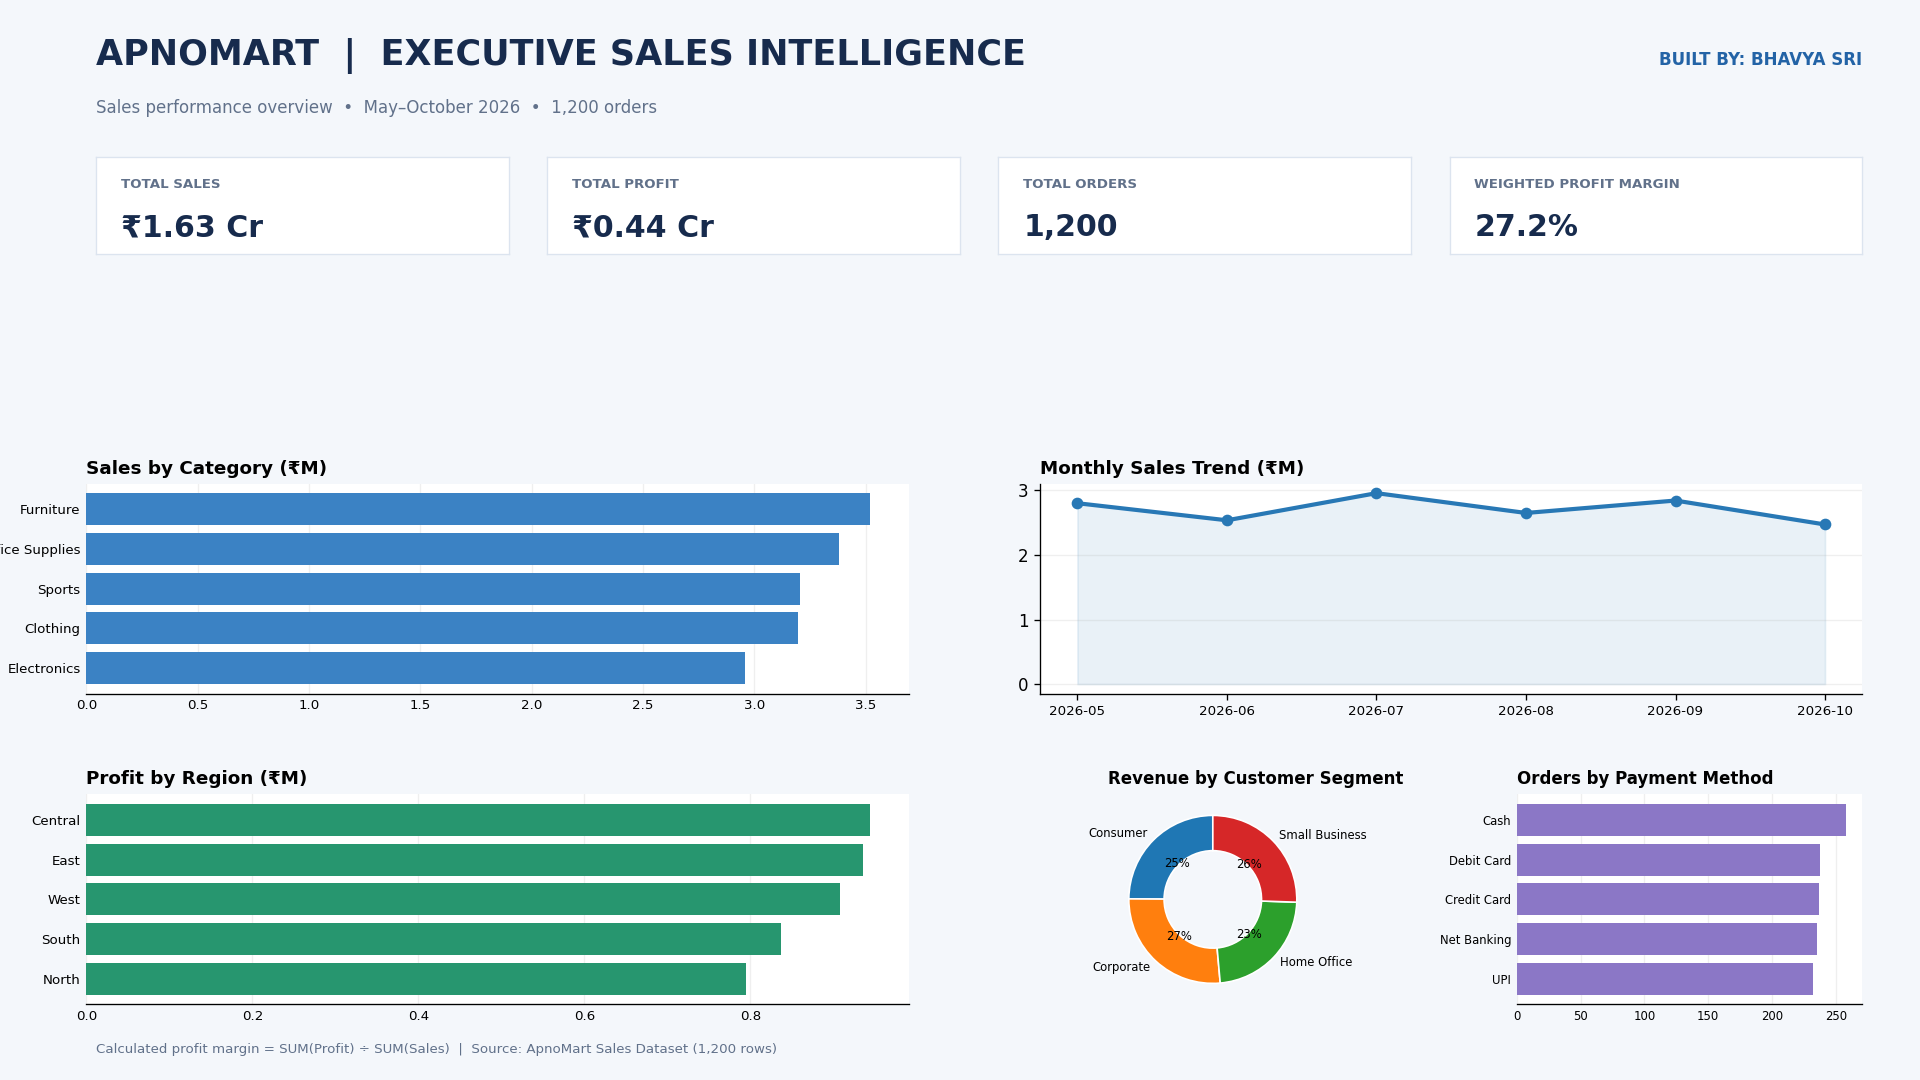 APNOMART | EXECUTIVE SALES INTELLIGENCE
BUILT BY: BHAVYA SRI
Sales performance overview • May–October 2026 • 1,200 orders
TOTAL SALES
₹1.63 Cr
TOTAL PROFIT
₹0.44 Cr
TOTAL ORDERS
1,200
WEIGHTED PROFIT MARGIN
27.2%
Sales by Category (₹M)
Furniture
ice Supplies
Sports
Clothing
Electronics
0.0 0.5 1.0 1.5 2.0 2.5 3.0 3.5
Monthly Sales Trend (₹M)
3
2
1
0
2026-05 2026-06 2026-07 2026-08 2026-09 2026-10
Profit by Region (₹M)
Central
East
West
South
North
0.0 0.2 0.4 0.6 0.8
Revenue by Customer Segment
Consumer
Small Business
25%
26%
27%
23%
Corporate
Home Office
Orders by Payment Method
Cash
Debit Card
Credit Card
Net Banking
UPI
0 50 100 150 200 250
Calculated profit margin = SUM(Profit) ÷ SUM(Sales) | Source: ApnoMart Sales Dataset (1,200 rows)